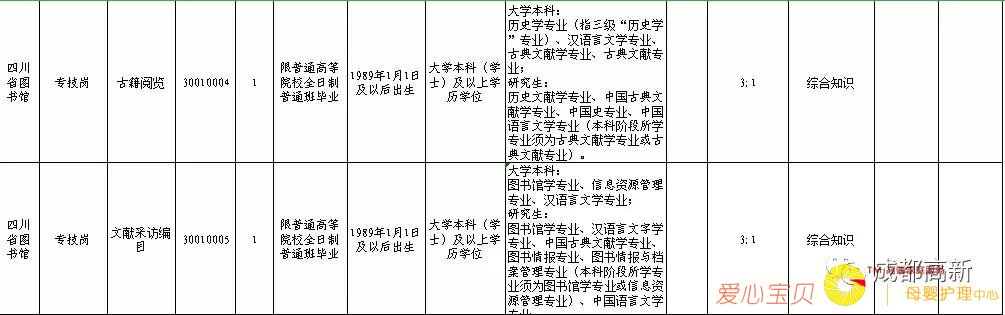 四川省图书馆
专技岗
古籍阅览
30010004
1
限普通高等
院校全日制
普通班毕业
1989年1月1日
及以后出生
大学本科（学
士）及以上学
历学位
大学本科：
历史学专业（指三级“历史学
”专业）、汉语言文学专业、
古典文献学专业、古典文献专
业；
研究生：
历史文献学专业、中国古典文
献学专业、中国史专业、中国
语言文学专业（本科阶段所学
专业须为古典文献学专业或古
典文献专业）。
3:1
综合知识
四川
省图
书馆
专技岗
文献采访编
目
30010005
1
限普通高等
院校全日制
普通班毕业
1989年1月1日
及以后出生
大学本科（学
士）及以上学
历学位
大学本科：
图书馆学专业、信息资源管理
专业、汉语言文学专业；
研究生：
图书馆学专业、汉语言文字学
专业、中国古典文献学专业、
图书情报专业、图书情报与档
案管理专业（本科阶段所学专
业须为图书馆学专业或信息资
源管理专业）、中国语言文学
专业
3:1
综合知识
成都高新
爱心宝贝
母婴护理中心